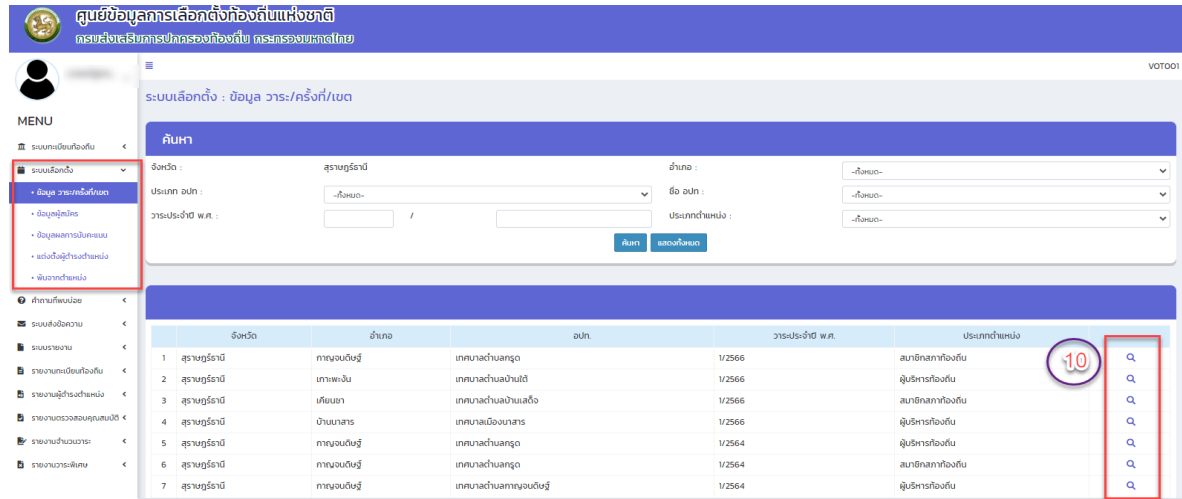 ศูนย์ข้อมูลการเลือกตั้งท้องถิ่นแห่งชาติ
กรมส่งเสริมการปกครองท้องถิ่น กระทรวงมหาดไทย
VOT001
ระบบเลือกตั้ง : ข้อมูล วาระ/ครั้งที่/เขต
MENU
ระบบทะเบียนท้องถิ่น
ระบบเลือกตั้ง
• ข้อมูล วาระ/ครั้งที่/เขต
• ข้อมูลผู้สมัคร
• ข้อมูลผลการนับคะแนน
• แต่งตั้งผู้ดำรงตำแหน่ง
• พ้นจากตำแหน่ง
คำถามที่พบบ่อย
ระบบส่งข้อความ
ระบบรายงาน
รายงานทะเบียนท้องถิ่น
รายงานผู้ดำรงตำแหน่ง
รายงานตรวจสอบคุณสมบัติ
รายงานจำนวนวาระ
รายงานวาระพิเศษ
ค้นหา
จังหวัด : สุราษฎร์ธานี อำเภอ : -ทั้งหมด-
ประเภท อปท : -ทั้งหมด- ชื่อ อปท : -ทั้งหมด-
วาระประจำปี พ.ศ. : / ประเภทตำแหน่ง : -ทั้งหมด-
ค้นหา แสดงทั้งหมด
จังหวัด อำเภอ อปท. วาระประจำปี พ.ศ. ประเภทตำแหน่ง
1 สุราษฎร์ธานี กาญจนดิษฐ์ เทศบาลตำบลกรูด 1/2566 สมาชิกสภาท้องถิ่น 10
2 สุราษฎร์ธานี เกาะพะงัน เทศบาลตำบลบ้านใต้ 1/2566 ผู้บริหารท้องถิ่น
3 สุราษฎร์ธานี เคียนซา เทศบาลตำบลบ้านเสด็จ 1/2566 สมาชิกสภาท้องถิ่น
4 สุราษฎร์ธานี บ้านนาสาร เทศบาลเมืองนาสาร 1/2566 ผู้บริหารท้องถิ่น
5 สุราษฎร์ธานี กาญจนดิษฐ์ เทศบาลตำบลกรูด 1/2564 ผู้บริหารท้องถิ่น
6 สุราษฎร์ธานี กาญจนดิษฐ์ เทศบาลตำบลกรูด 1/2564 สมาชิกสภาท้องถิ่น
7 สุราษฎร์ธานี กาญจนดิษฐ์ เทศบาลตำบลกาญจนดิษฐ์ 1/2564 ผู้บริหารท้องถิ่น